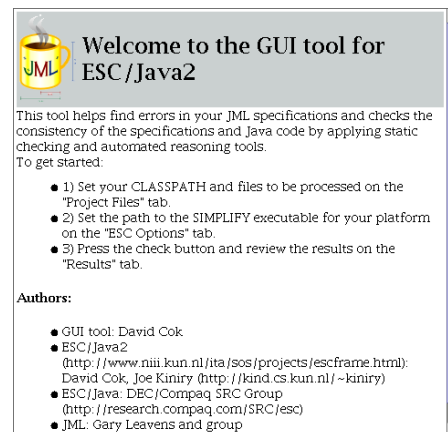 JML
Welcome to the GUI tool for
ESC/Java2
This tool helps find errors in your JML specifications and checks the
consistency of the specifications and Java code by applying static
checking and automated reasoning tools.
To get started:
● 1) Set your CLASSPATH and files to be processed on the
"Project Files" tab.
● 2) Set the path to the SIMPLIFY executable for your platform
on the "ESC Options" tab.
● 3) Press the check button and review the results on the
"Results" tab.
Authors:
● GUI tool: David Cok
● ESC/Java2
(http://www.niii.kun.nl/ita/sos/projects/escframe.html):
David Cok, Joe Kiniry (http://kind.cs.kun.nl/~kiniry)
● ESC/Java: DEC/Compaq SRC Group
(http://research.compaq.com/SRC/esc)
● JML: Gary Leavens and group